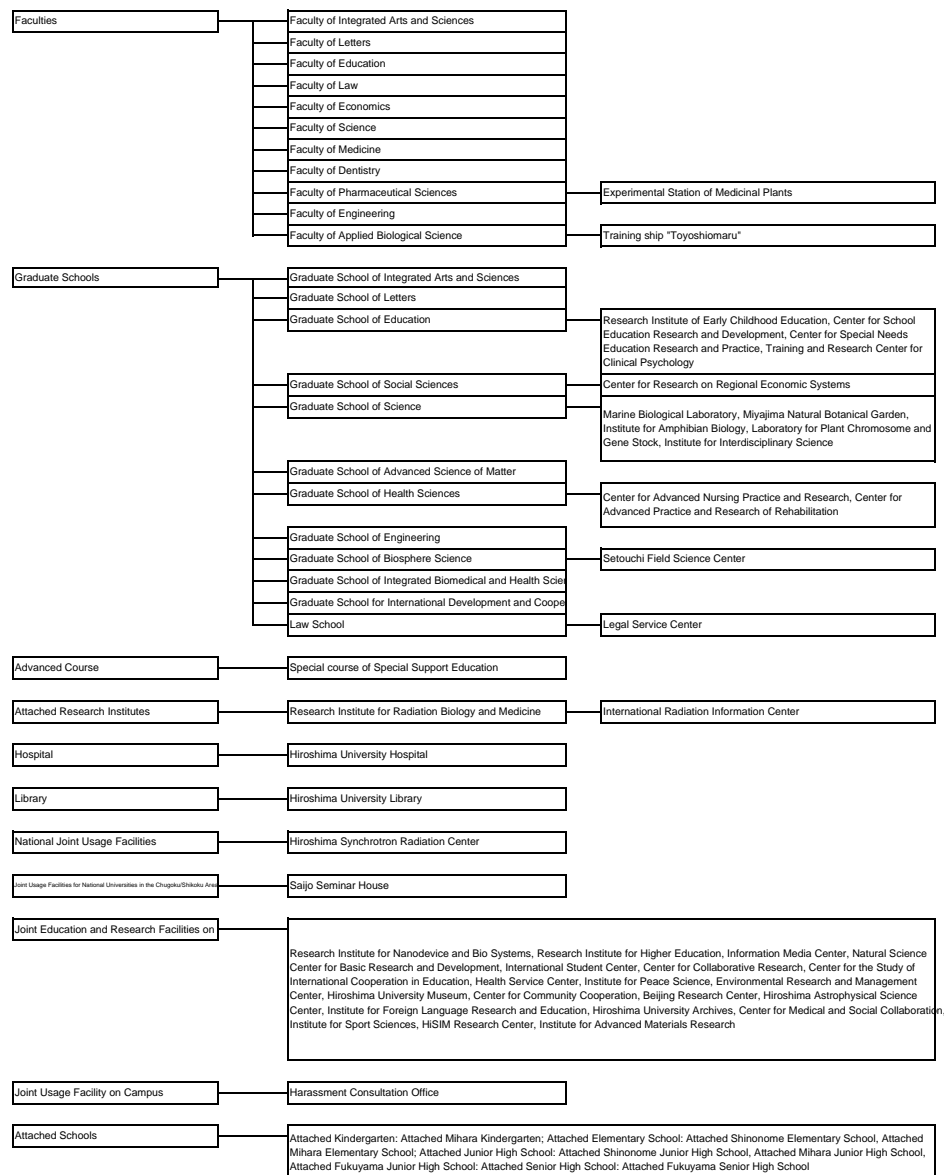 Faculties
Faculty of Integrated Arts and Sciences
Faculty of Letters
Faculty of Education
Faculty of Law
Faculty of Economics
Faculty of Science
Faculty of Medicine
Faculty of Dentistry
Faculty of Pharmaceutical Sciences
Experimental Station of Medicinal Plants
Faculty of Engineering
Faculty of Applied Biological Science
Training ship "Toyoshiomaru"
Graduate Schools
Graduate School of Integrated Arts and Sciences
Graduate School of Letters
Graduate School of Education
Research Institute of Early Childhood Education, Center for School
Education Research and Development, Center for Special Needs
Education Research and Practice, Training and Research Center for
Clinical Psychology
Graduate School of Social Sciences
Center for Research on Regional Economic Systems
Graduate School of Science
Marine Biological Laboratory, Miyajima Natural Botanical Garden,
Institute for Amphibian Biology, Laboratory for Plant Chromosome and
Gene Stock, Institute for Interdisciplinary Science
Graduate School of Advanced Science of Matter
Graduate School of Health Sciences
Center for Advanced Nursing Practice and Research, Center for
Advanced Practice and Research of Rehabilitation
Graduate School of Engineering
Graduate School of Biosphere Science
Setouchi Field Science Center
Graduate School of Integrated Biomedical and Health Scien
Graduate School for International Development and Coope
Law School
Legal Service Center
Advanced Course
Special course of Special Support Education
Attached Research Institutes
Research Institute for Radiation Biology and Medicine
International Radiation Information Center
Hospital
Hiroshima University Hospital
Library
Hiroshima University Library
National Joint Usage Facilities
Hiroshima Synchrotron Radiation Center
Joint Usage Facilities for National Universities in the Chugoku/Shikoku Area
Saijo Seminar House
Joint Education and Research Facilities on
Research Institute for Nanodevice and Bio Systems, Research Institute for Higher Education, Information Media Center, Natural Science
Center for Basic Research and Development, International Student Center, Center for Collaborative Research, Center for the Study of
International Cooperation in Education, Health Service Center, Institute for Peace Science, Environmental Research and Management
Center, Hiroshima University Museum, Center for Community Cooperation, Beijing Research Center, Hiroshima Astrophysical Science
Center, Institute for Foreign Language Research and Education, Hiroshima University Archives, Center for Medical and Social Collaboration,
Institute for Sport Sciences, HiSIM Research Center, Institute for Advanced Materials Research
Joint Usage Facility on Campus
Harassment Consultation Office
Attached Schools
Attached Kindergarten: Attached Mihara Kindergarten; Attached Elementary School: Attached Shinonome Elementary School, Attached
Mihara Elementary School; Attached Junior High School: Attached Shinonome Junior High School, Attached Mihara Junior High School,
Attached Fukuyama Junior High School: Attached Senior High School: Attached Fukuyama Senior High School